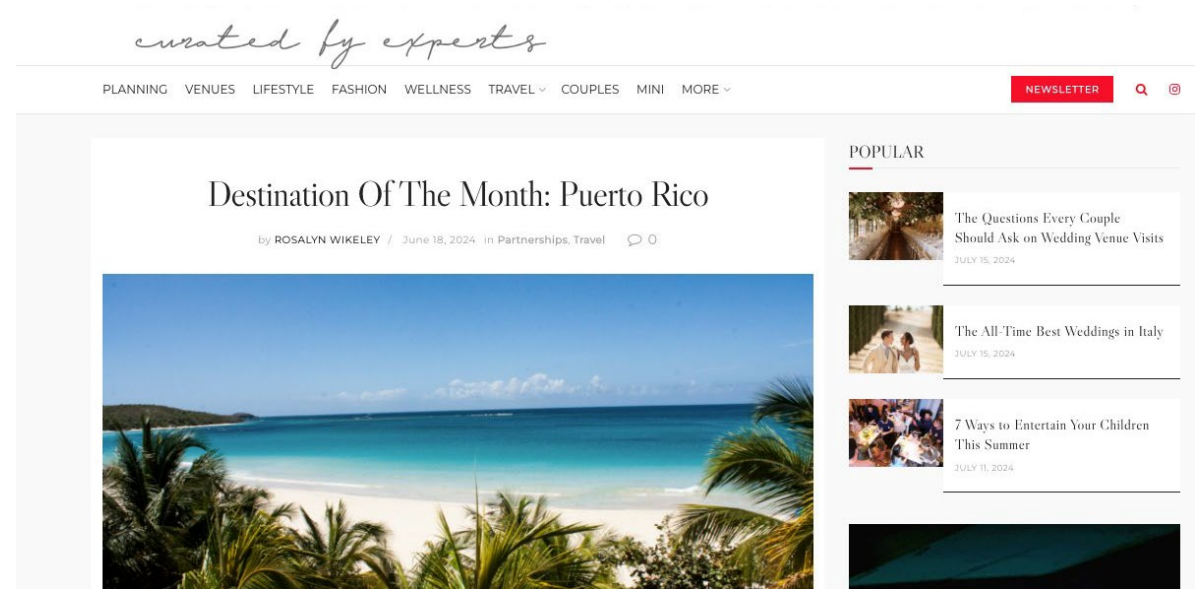 curated by experts
PLANNING VENUES LIFESTYLE FASHION WELLNESS TRAVEL COUPLES MINI MORE NEWSLETTER
Destination Of The Month: Puerto Rico
by ROSALYN WIKELEY / June 18, 2024 in Partnerships, Travel 0
POPULAR
The Questions Every Couple
Should Ask on Wedding Venue Visits
JULY 15, 2024
The All-Time Best Weddings in Italy
JULY 15, 2024
7 Ways to Entertain Your Children
This Summer
JULY 11, 2024